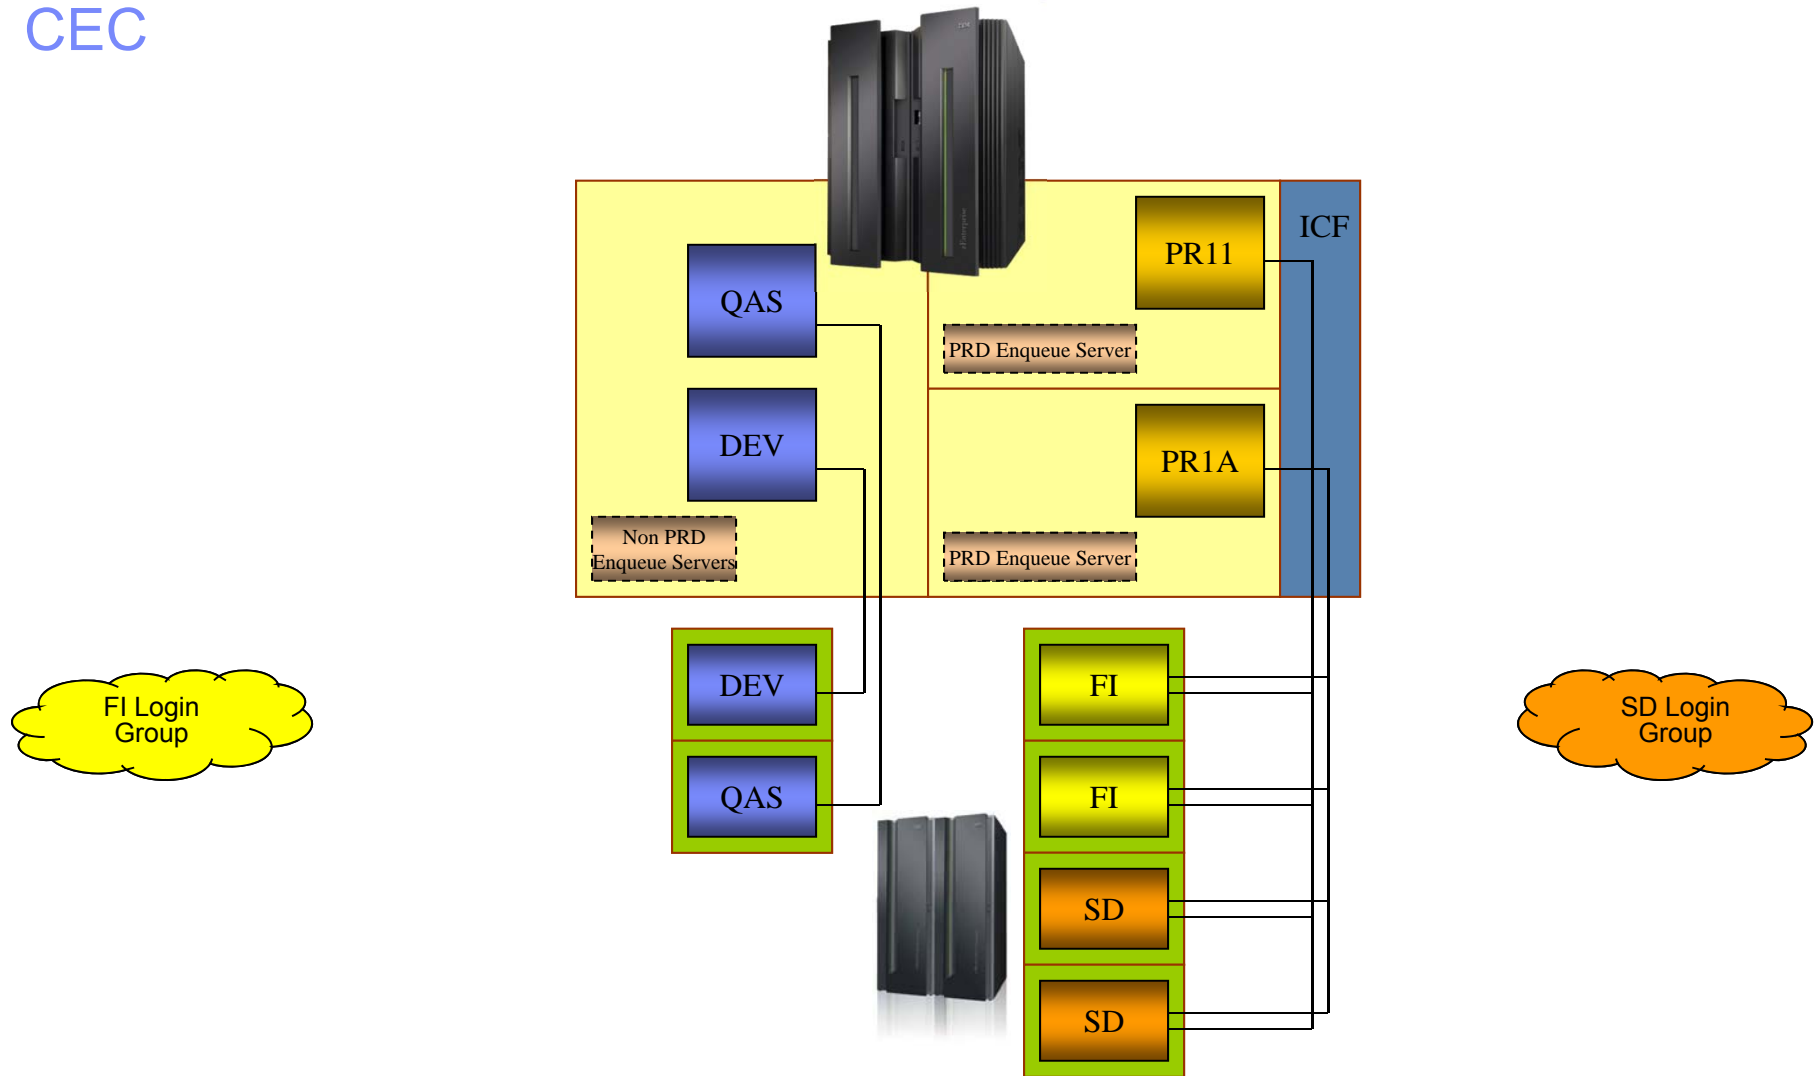 CEC
ICF
PR11
QAS
PRD Enqueue Server
DEV
PR1A
Non PRD
Enqueue Servers
PRD Enqueue Server
DEV
FI
FI Login
Group
SD Login
Group
QAS
FI
SD
SD